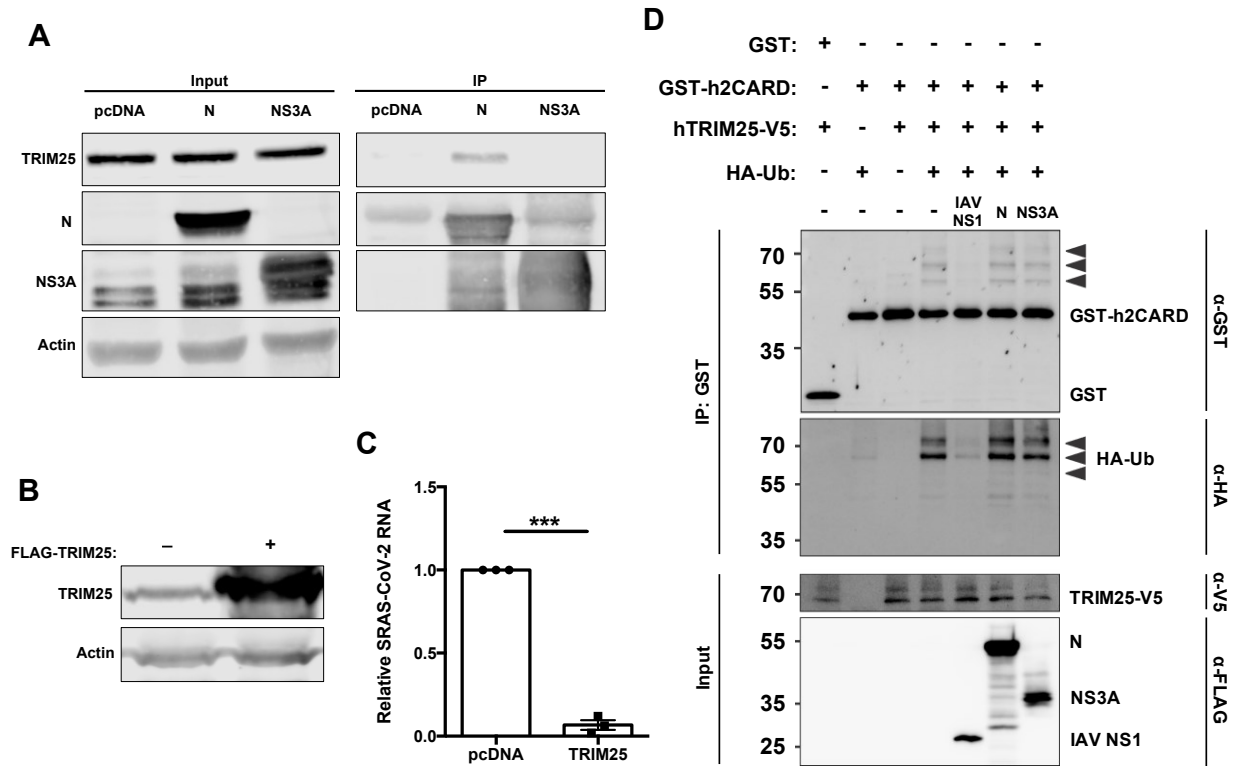 A
Input
IP
pcDNA N NS3A
pcDNA N NS3A
TRIM25
N
NS3A
Actin
B
FLAG-TRIM25: – +
TRIM25
Actin
C
Relative SRAS-CoV-2 RNA
1.5
1.0
0.5
0.0
***
pcDNA TRIM25
D
GST: + - - - - - -
GST-h2CARD: - + + + + + +
hTRIM25-V5: + - + + + + +
HA-Ub: - + - + + + +
- - - - IAV NS1 N NS3A
IP: GST
70
55
35
GST-h2CARD
GST
α-GST
70
55
35
HA-Ub
α-HA
Input
70
TRIM25-V5
α-V5
55
35
25
N
NS3A
IAV NS1
α-FLAG